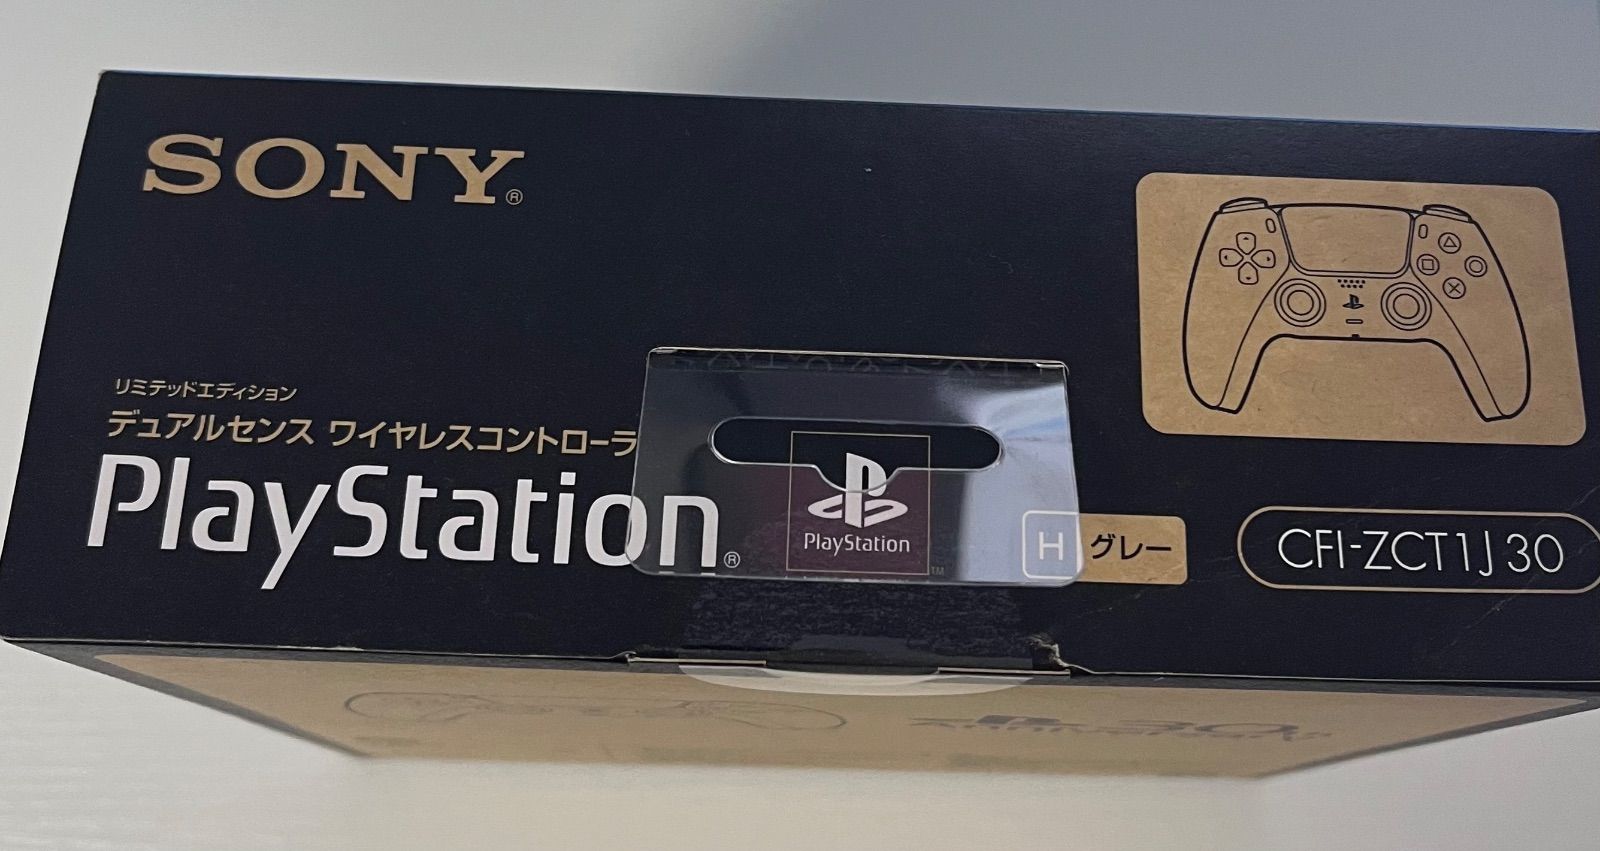 SONY®
リミテッドエディション
デュアルセンス ワイヤレスコントローラ
PlayStation®
PlayStation™
H グレー
CFI-ZCT1J 30